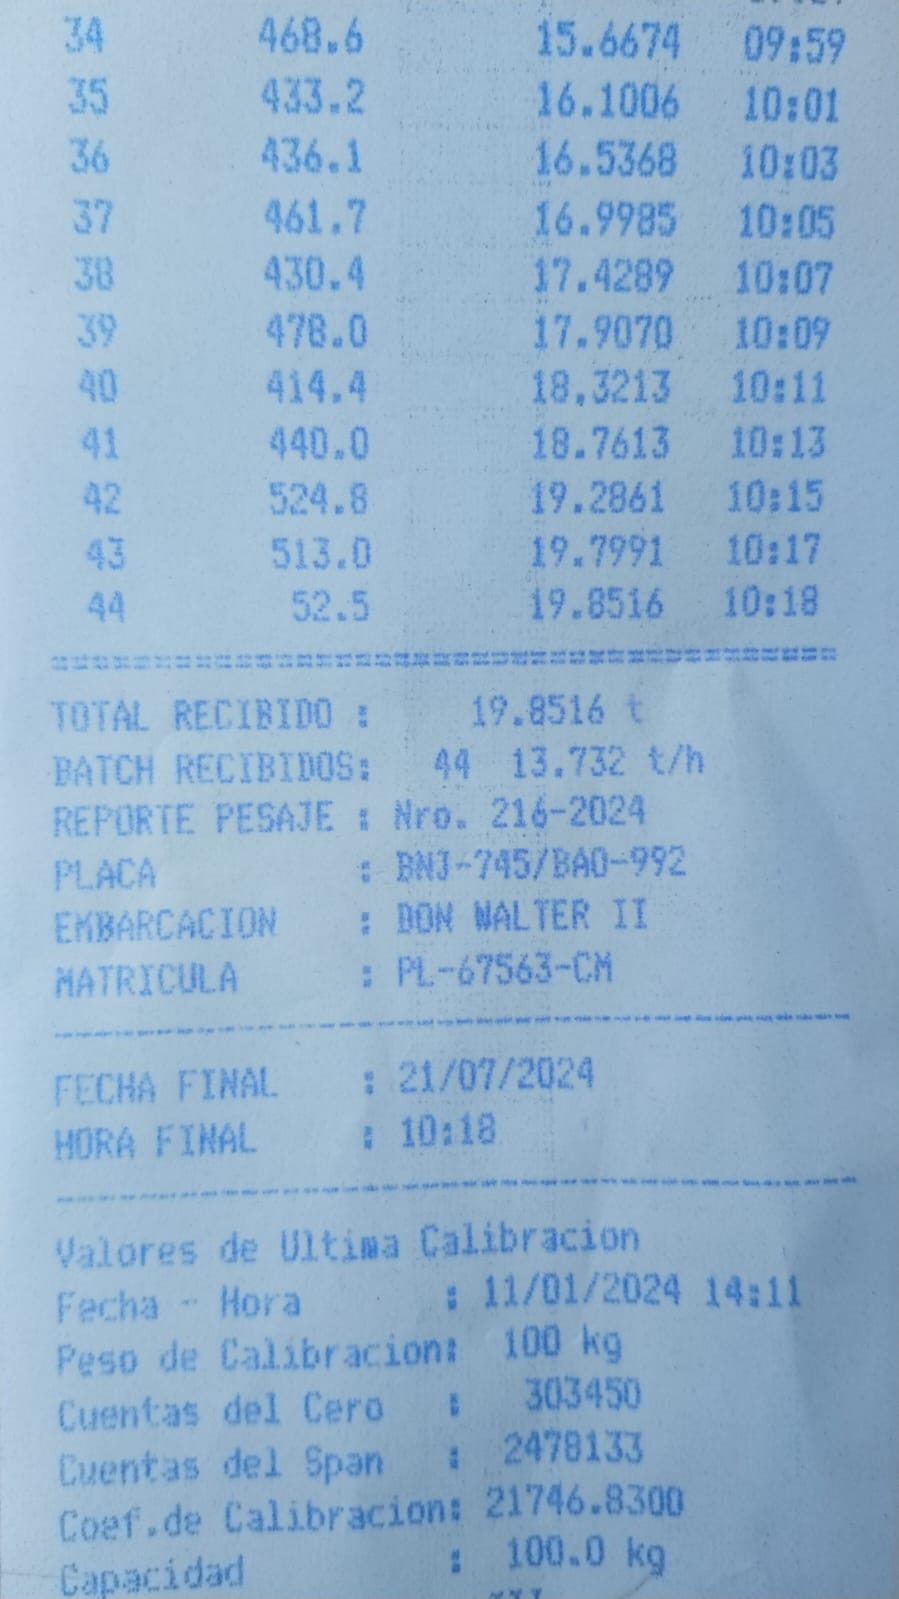 34 468.6 15.6674 09:59
35 433.2 16.1006 10:01
36 436.1 16.5368 10:03
37 461.7 16.9985 10:05
38 430.4 17.4289 10:07
39 478.0 17.9070 10:09
40 414.4 18.3213 10:11
41 440.0 18.7613 10:13
42 524.8 19.2861 10:15
43 513.0 19.7991 10:17
44 52.5 19.8516 10:18
TOTAL RECIBIDO : 19.8516 t
BATCH RECIBIDOS: 44 13.732 t/h
REPORTE PESAJE : Nro. 216-2024
PLACA : BNJ-745/BAO-992
EMBARCACION : DON WALTER II
MATRICULA : PL-67563-CM
FECHA FINAL : 21/07/2024
HORA FINAL : 10:18
Valores de Ultima Calibracion
Fecha - Hora : 11/01/2024 14:11
Peso de Calibracion: 100 kg
Cuentas del Cero : 303450
Cuentas del Span : 2478133
Coef.de Calibracion: 21746.8300
Capacidad : 100.0 kg